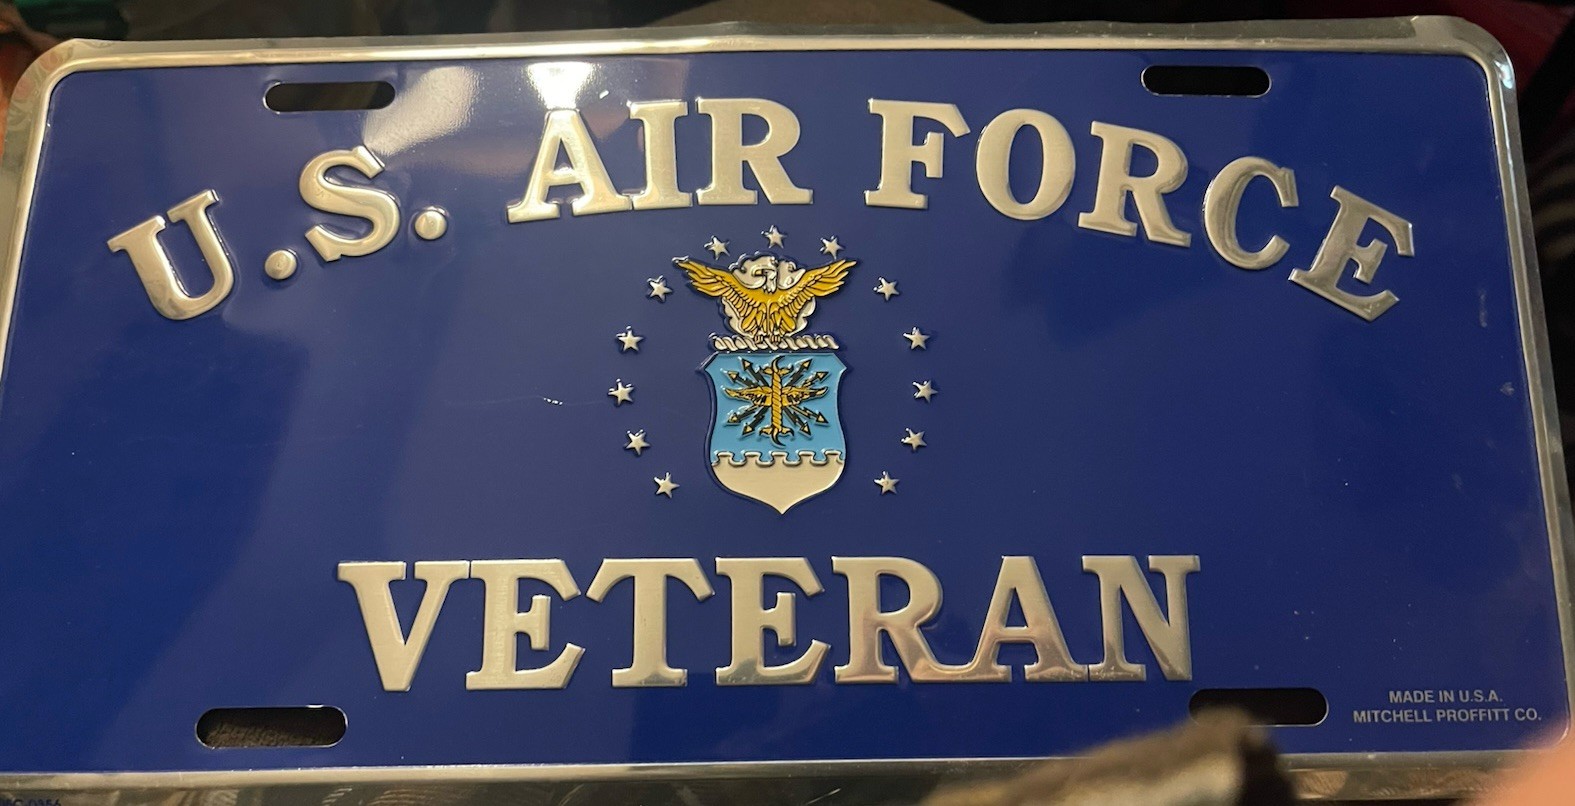 U.S. AIR FORCE
VETERAN
MADE IN U.S.A.
MITCHELL PROFFITT CO.